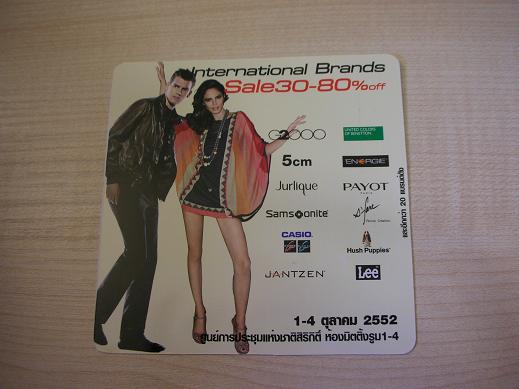 International Brands
Sale30-80%off
G2000
UNITED COLORS OF BENETTON
5cm
ENERGIE
Jurlique
PAYOT
PARIS
Samsonite
CASIO
Hush Puppies
JANTZEN
Lee
และอีกกว่า 20 แบรนด์ดัง
1-4 ตุลาคม 2552
ศูนย์การประชุมแห่งชาติสิริกิติ์ ห้องมีตติ้งรูม1-4